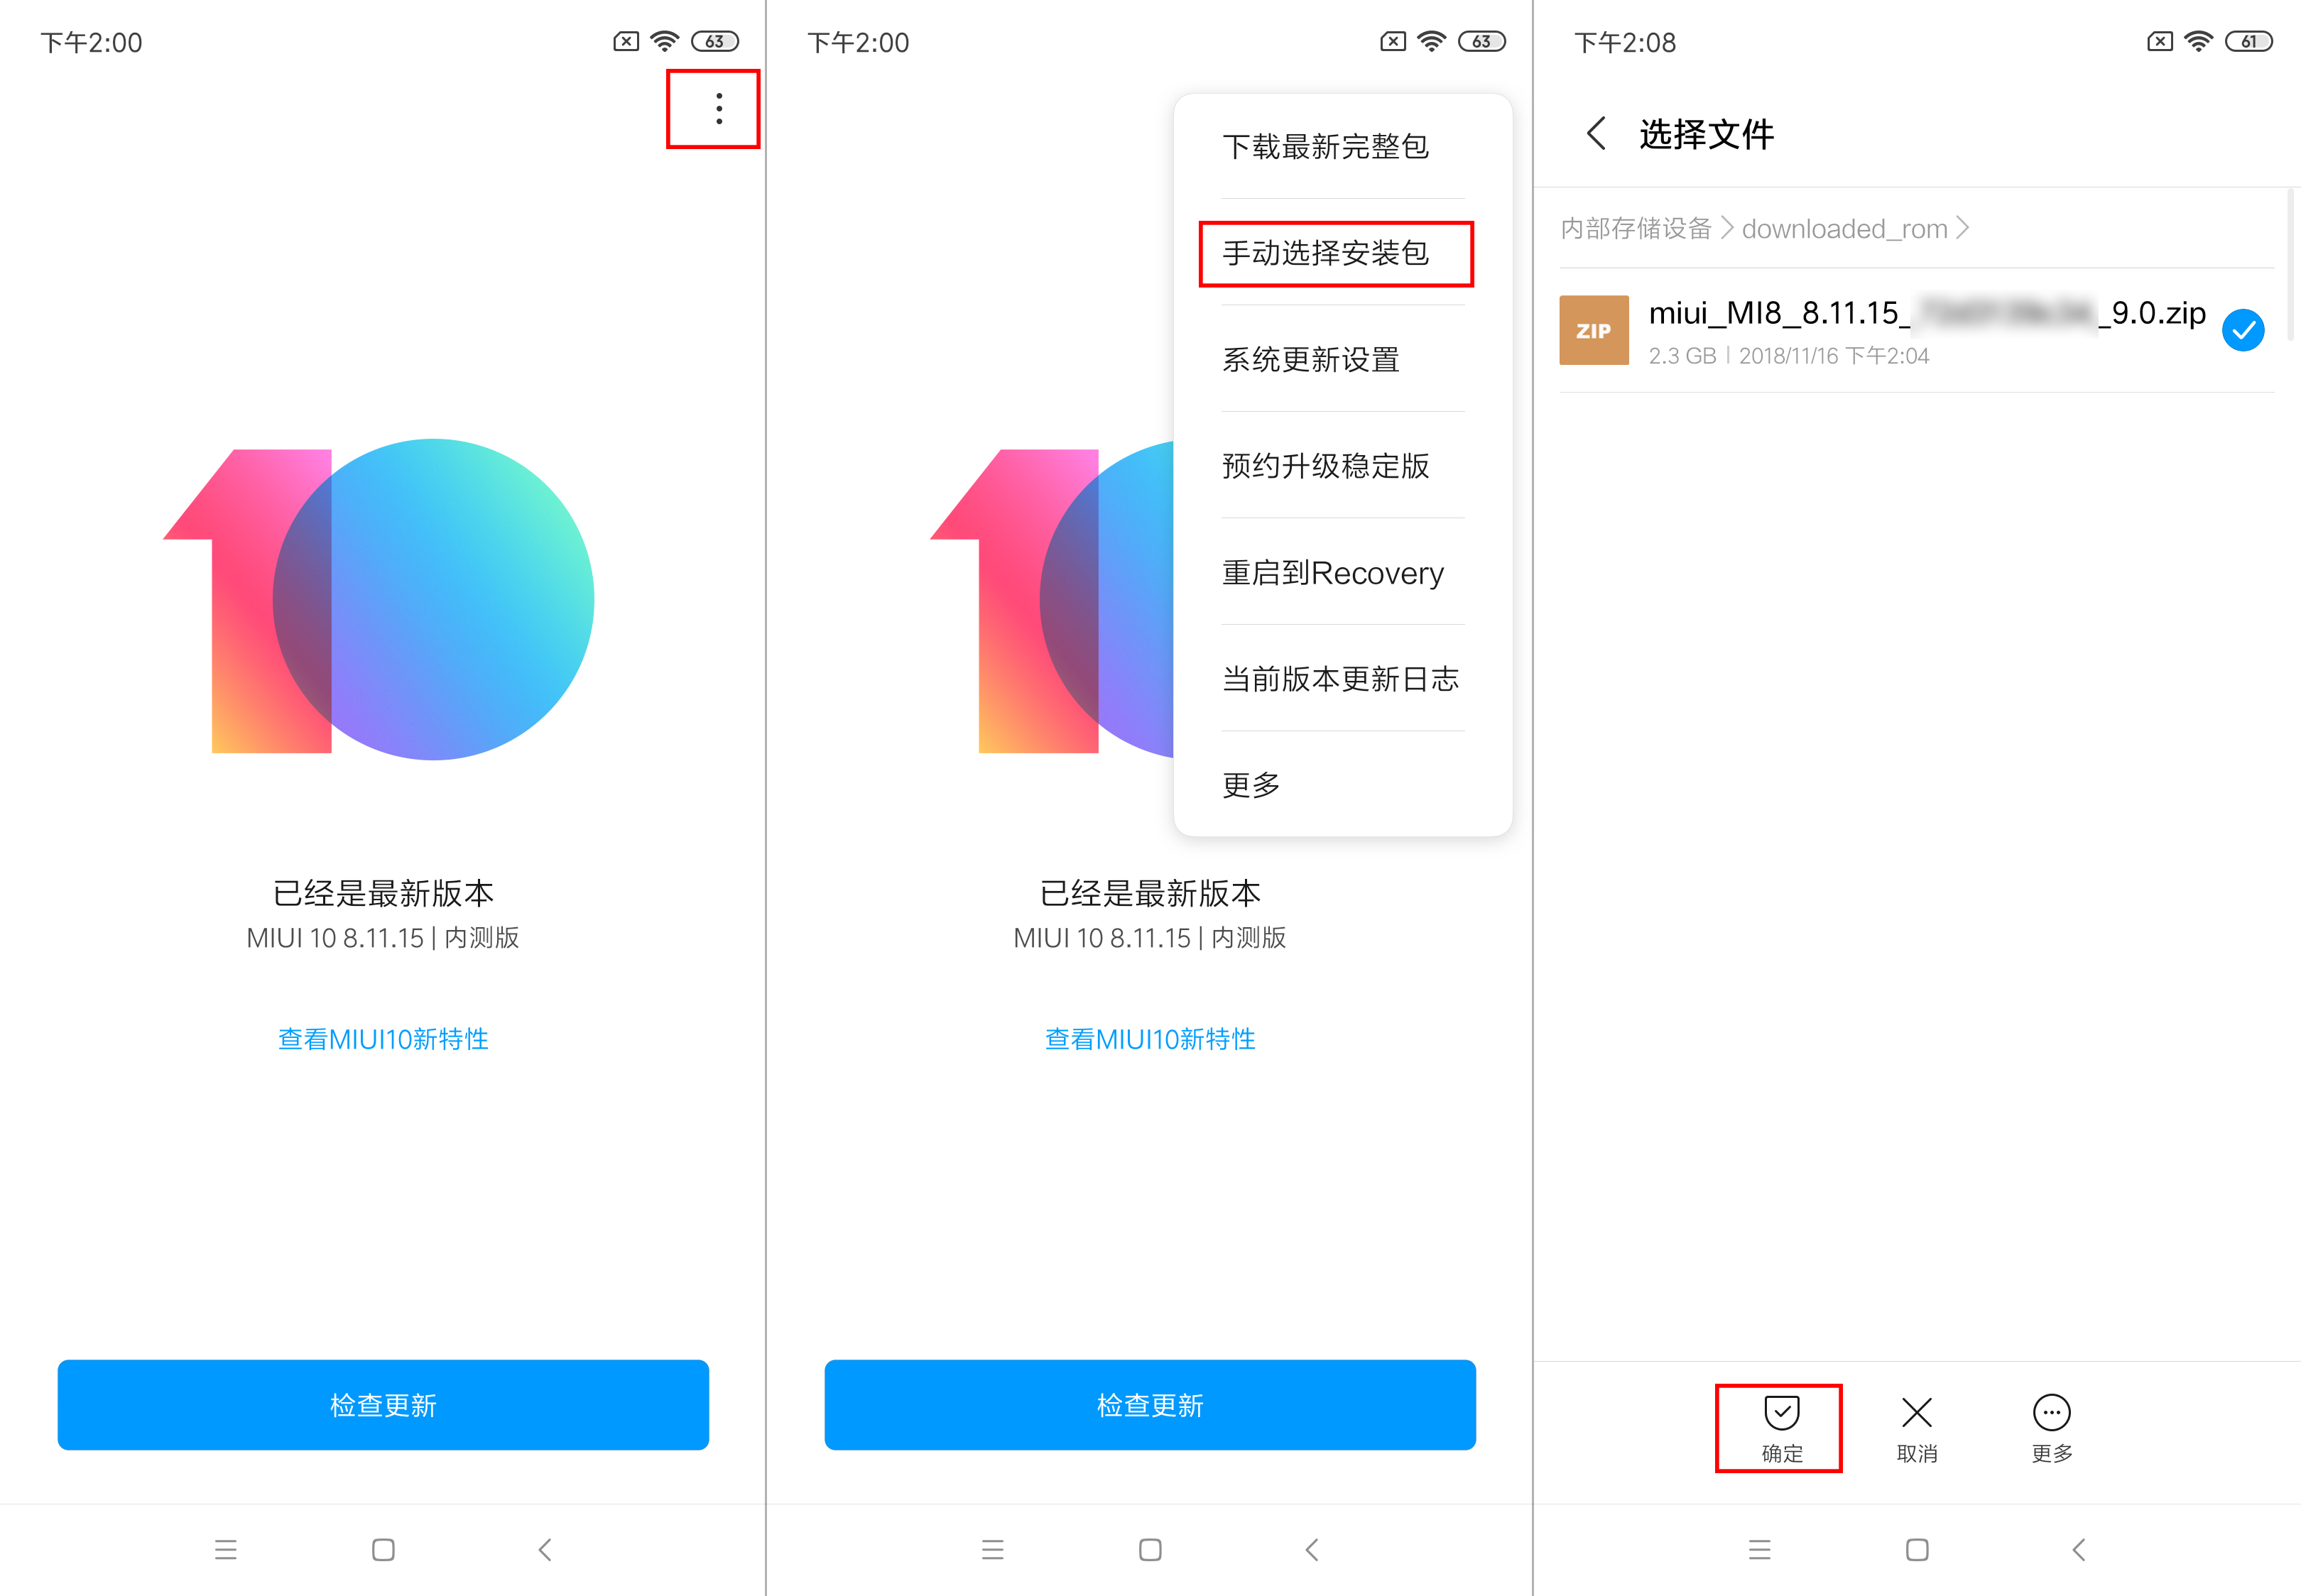 下午2:00
63
已经是最新版本
MIUI 10 8.11.15 | 内测版
查看MIUI10新特性
检查更新
下午2:00
63
下载最新完整包
手动选择安装包
系统更新设置
预约升级稳定版
重启到Recovery
当前版本更新日志
更多
已经是最新版本
MIUI 10 8.11.15 | 内测版
查看MIUI10新特性
检查更新
下午2:08
61
选择文件
内部存储设备 > downloaded_rom >
ZIP
miui_MI8_8.11.15_ _9.0.zip
2.3 GB | 2018/11/16 下午2:04
确定
取消
更多